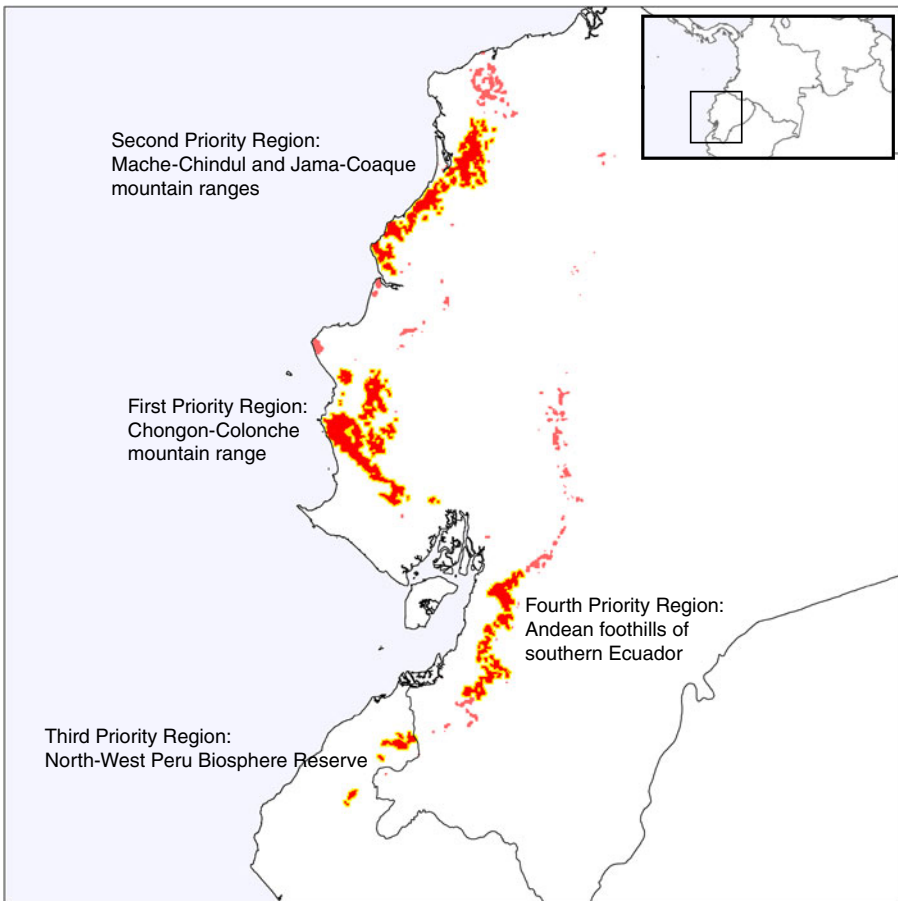 Second Priority Region:
Mache-Chindul and Jama-Coaque
mountain ranges
First Priority Region:
Chongon-Colonche
mountain range
Fourth Priority Region:
Andean foothills of
southern Ecuador
Third Priority Region:
North-West Peru Biosphere Reserve